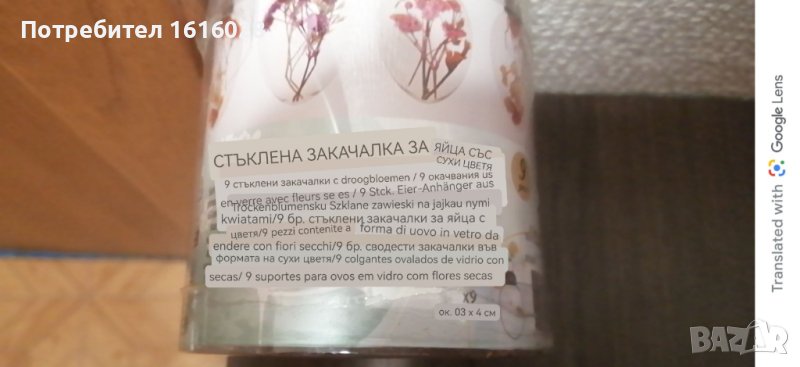 Потребител 16160
СТЪКЛЕНА ЗАКАЧАЛКА ЗА ЯЙЦА СЪС
СУХИ ЦВЕТЯ
9 стъклени закачалки с droogbloemen / 9 окачвания us
en verre avec fleurs se es / 9 Stck. Eier-Anhänger aus
Trockenblumensku Szklane zawieski na jajkau nymi
kwiatami/9 бр. стъклени закачалки за яйца с
цветя/9 pezzi contenite a forma di uovo in vetro da
endere con fiori secchi/9 бр. сводести закачалки във
формата на сухи цветя/9 colgantes ovalados de vidrio con
secas/ 9 suportes para ovos em vidro com flores secas
9
X9
ок. 03 x 4 см
Translated with Google Lens
BAZAR